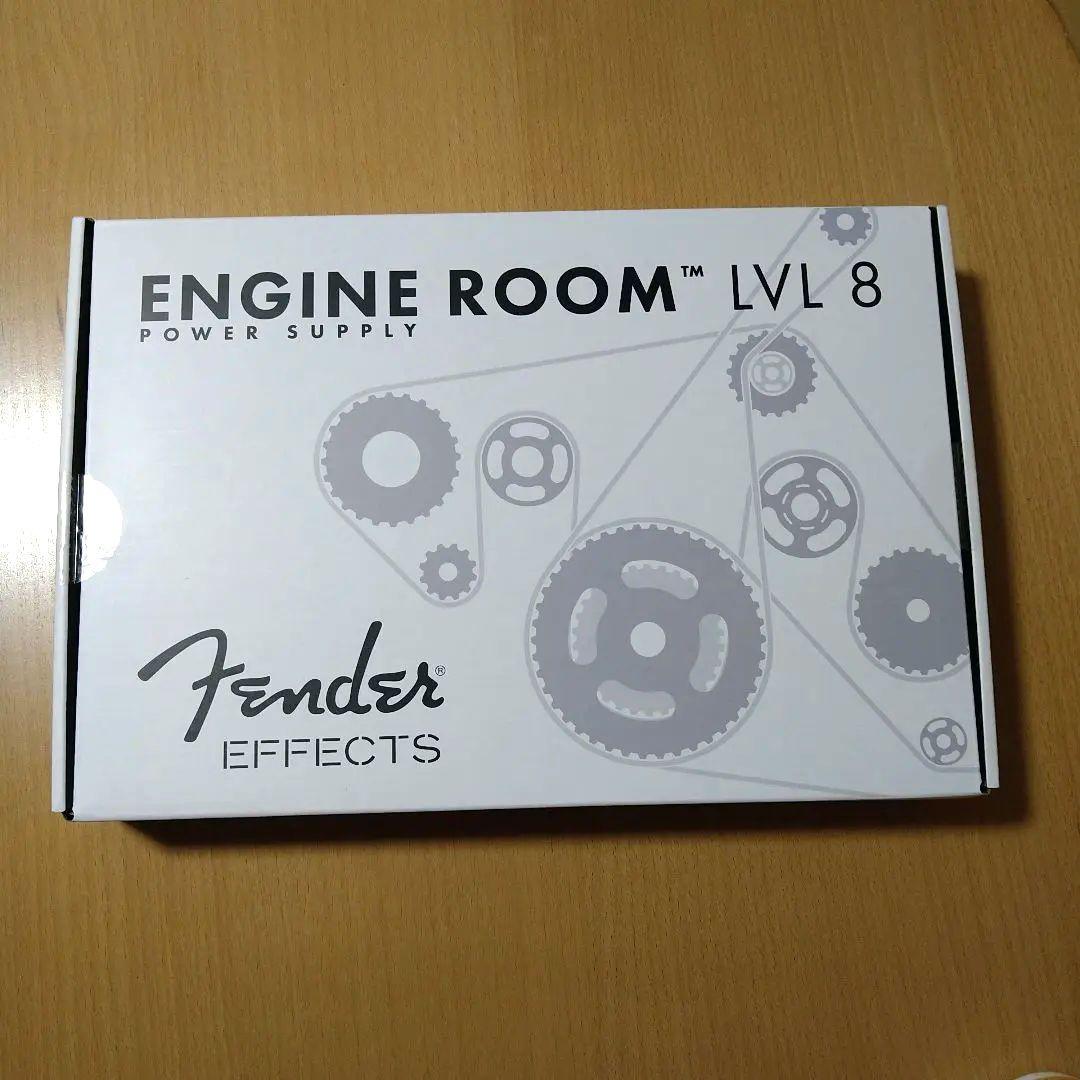 ENGINE ROOM™ LVL 8
POWER SUPPLY
Fender®
EFFECTS